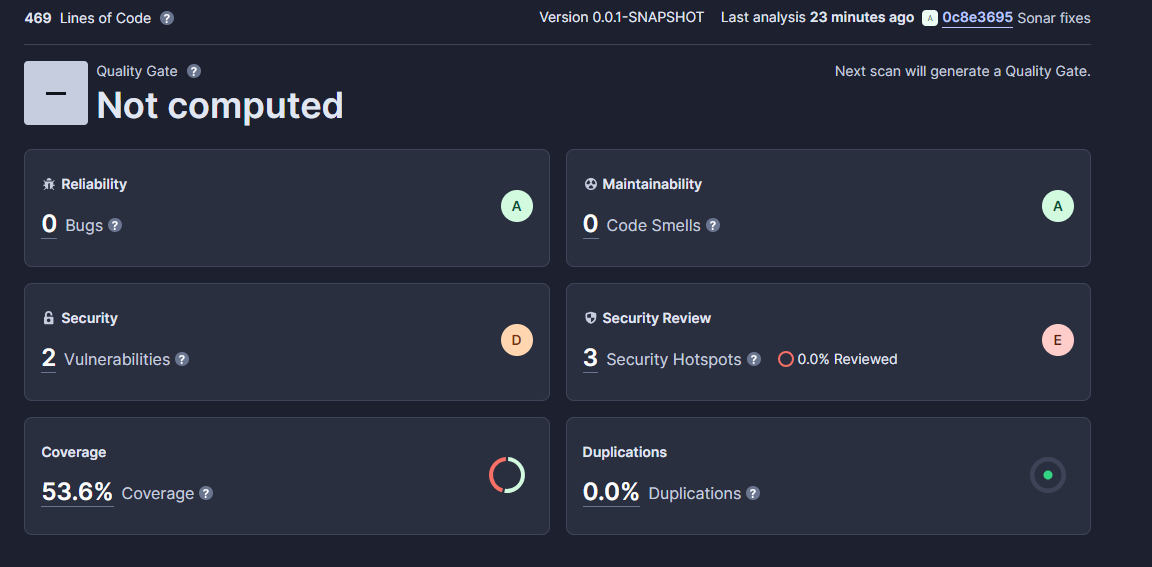 469 Lines of Code ?
Version 0.0.1-SNAPSHOT Last analysis 23 minutes ago A 0c8e3695 Sonar fixes
Quality Gate ?
Not computed
Next scan will generate a Quality Gate.
Reliability
0 Bugs ?
A
Maintainability
0 Code Smells ?
A
Security
2 Vulnerabilities ?
D
Security Review
3 Security Hotspots ? 0.0% Reviewed
E
Coverage
53.6% Coverage ?
Duplications
0.0% Duplications ?